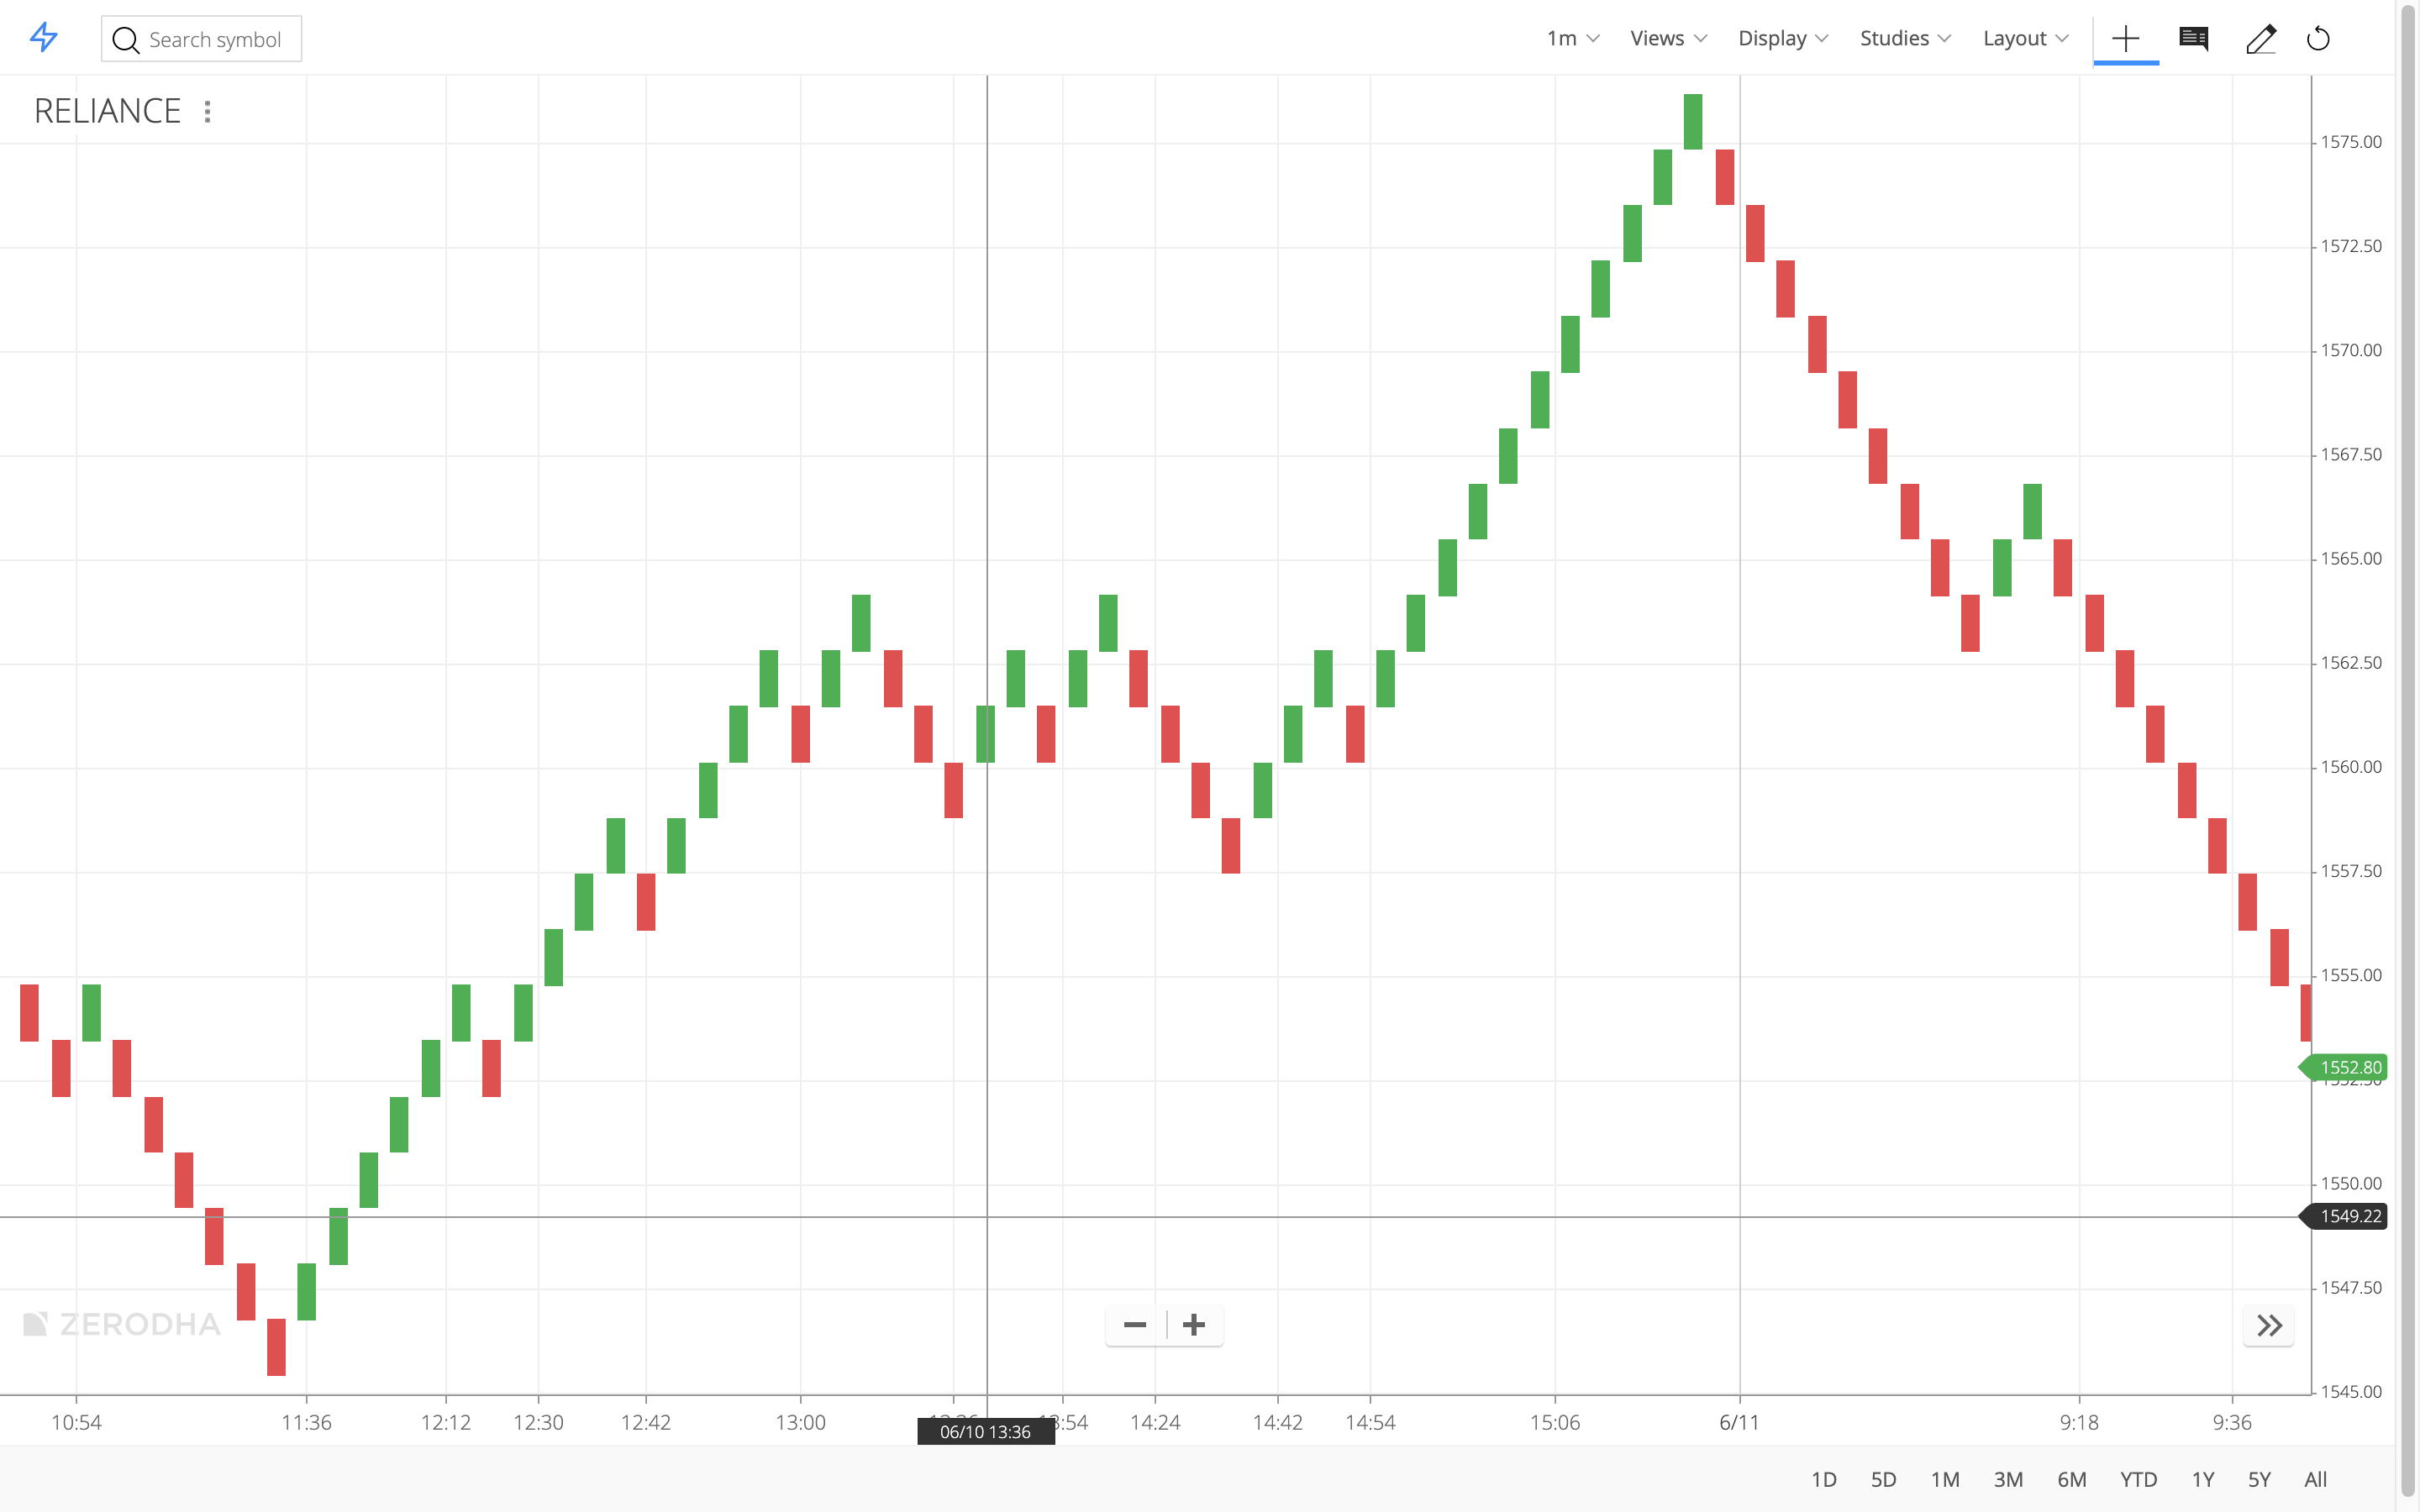 Search symbol
1m Views Display Studies Layout
RELIANCE
1575.00
1572.50
1570.00
1567.50
1565.00
1562.50
1560.00
1557.50
1555.00
1552.80
1550.00
1549.22
1547.50
ZERODHA
1545.00
10:54 11:36 12:12 12:30 12:42 13:00 14:24 14:42 14:54 15:06 6/11 9:18 9:36
06/10 13:36
1D 5D 1M 3M 6M YTD 1Y 5Y All